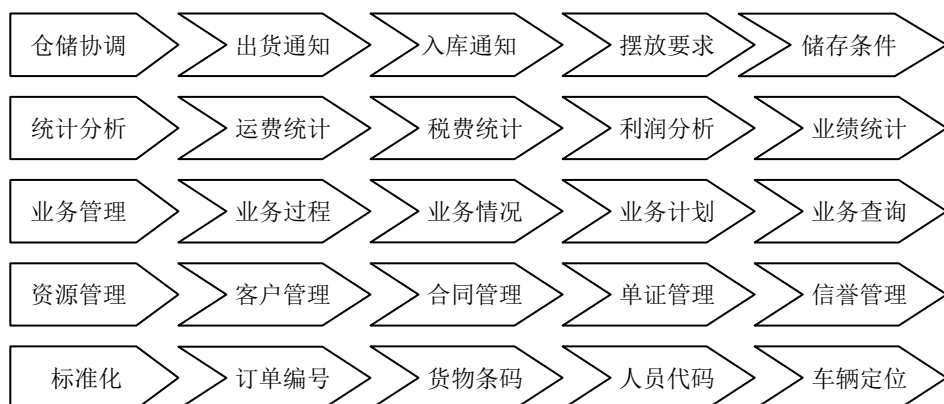 仓储协调 出货通知 入库通知 摆放要求 储存条件
统计分析 运费统计 税费统计 利润分析 业绩统计
业务管理 业务过程 业务情况 业务计划 业务查询
资源管理 客户管理 合同管理 单证管理 信誉管理
标准化 订单编号 货物条码 人员代码 车辆定位